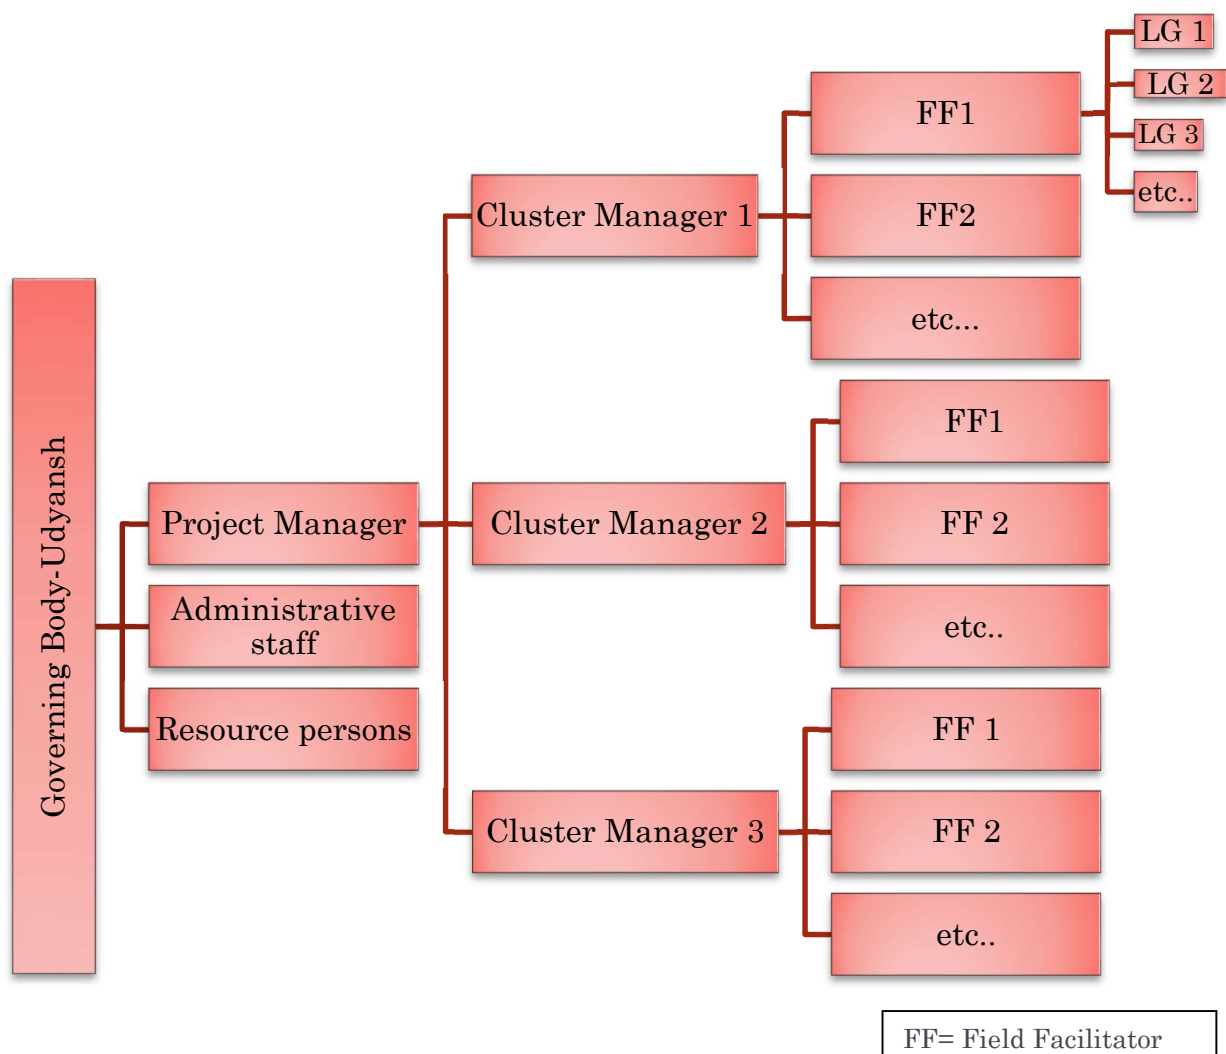 Governing Body-Udyansh
Project Manager
Administrative
staff
Resource persons
Cluster Manager 1
Cluster Manager 2
Cluster Manager 3
FF1
FF2
etc...
FF1
FF 2
etc..
FF 1
FF 2
etc..
LG 1
LG 2
LG 3
etc..
FF= Field Facilitator